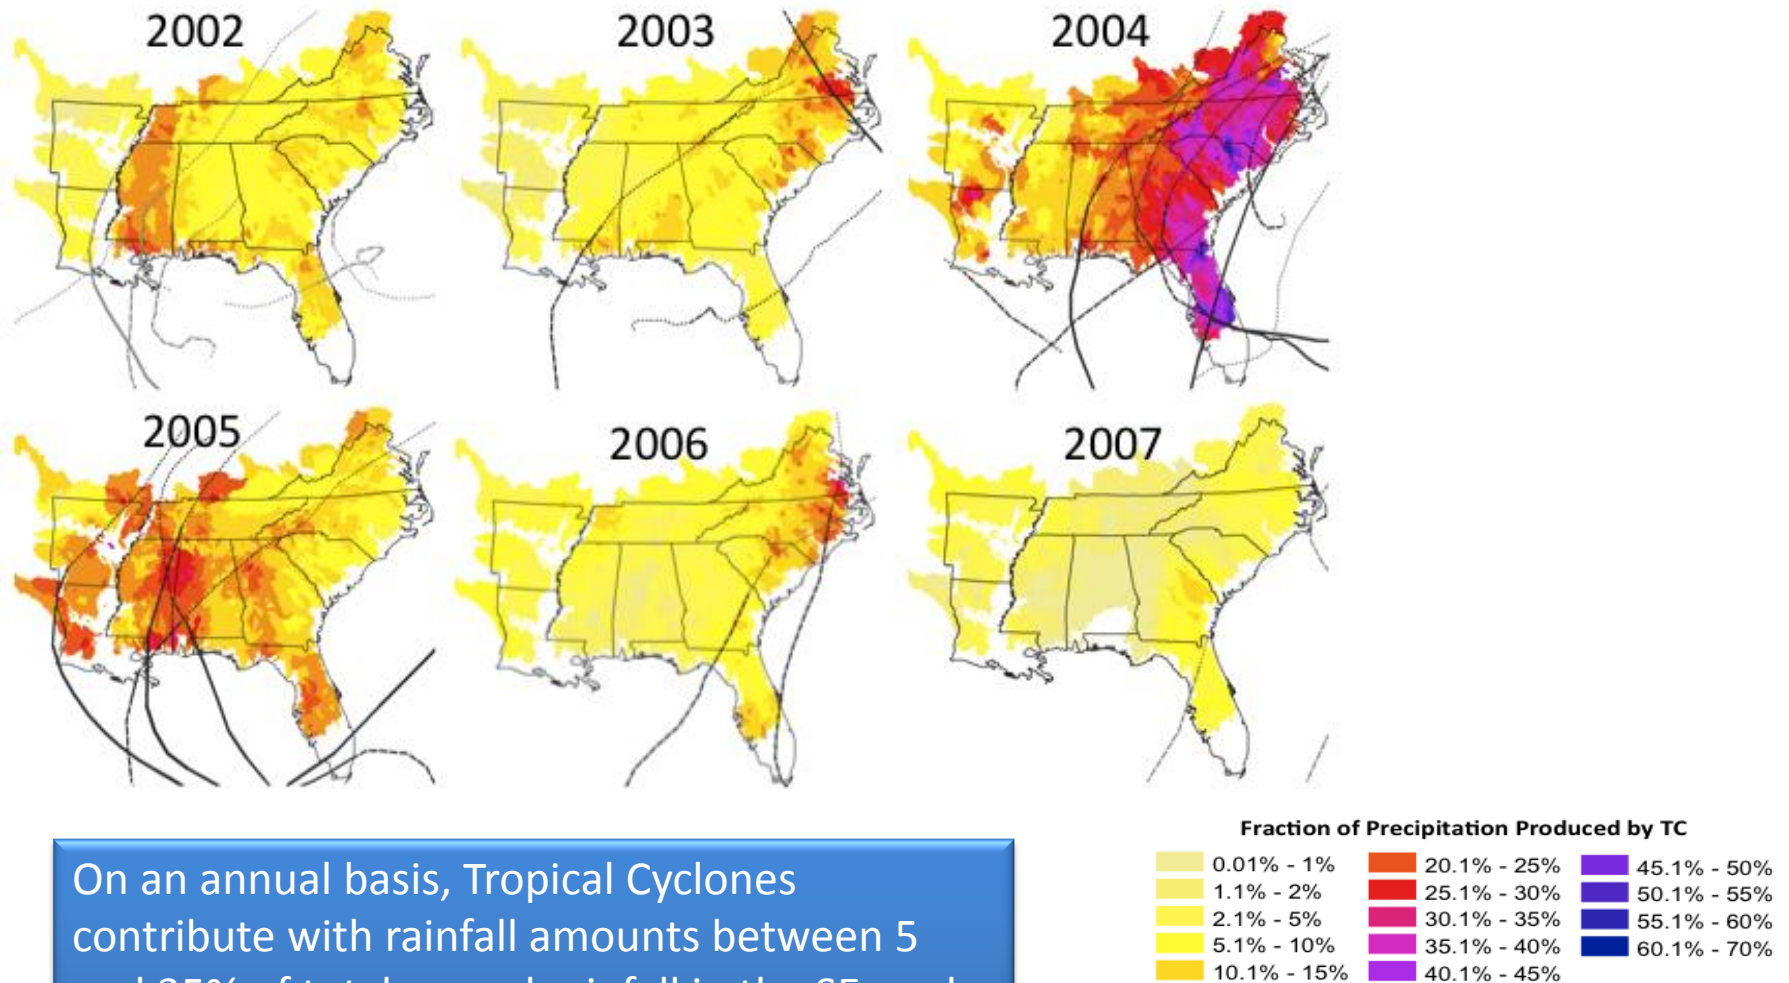 2002
2003
2004
2005
2006
2007
On an annual basis, Tropical Cyclones
contribute with rainfall amounts between 5
Fraction of Precipitation Produced by TC
0.01% - 1%
1.1% - 2%
2.1% - 5%
5.1% - 10%
10.1% - 15%
20.1% - 25%
25.1% - 30%
30.1% - 35%
35.1% - 40%
40.1% - 45%
45.1% - 50%
50.1% - 55%
55.1% - 60%
60.1% - 70%